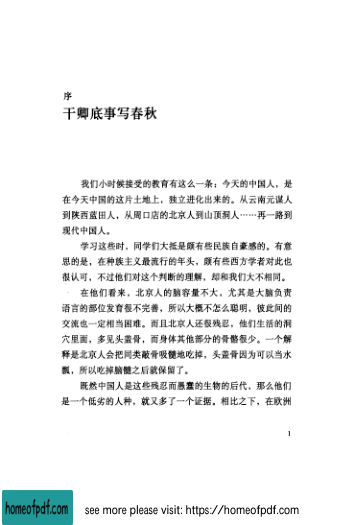 序
干卿底事写春秋
我们小时候接受的教育有这么一条：今天的中国人，是
在今天中国的这片土地上，独立进化出来的。从云南元谋人
到陕西蓝田人，从周口店的北京人到山顶洞人……再一路到
现代中国人。
学习这些时，同学们大抵是颇有些民族自豪感的。有意
思的是，在种族主义最流行的年头，颇有些西方学者对此也
很认可，不过他们对这个判断的理解，却和我们大不相同。
在他们看来，北京人的脑容量不大，尤其是大脑负责
语言的部位发育很不完善，所以大概不怎么聪明，彼此间的
交流也一定相当困难。而且北京人还很残忍，他们生活的洞
穴里面，多见头盖骨，而身体其他部分的骨骼很少。一个解
释是北京人会把同类敲骨吸髓地吃掉，头盖骨因为可以当水
瓢，所以吃掉脑髓之后就保留了。
既然中国人是这些残忍而愚蠢的生物的后代，那么他们
是一个低劣的人种，就又多了一个证据。相比之下，在欧洲
1
homeofpdf.com
see more please visit: https://homeofpdf.com